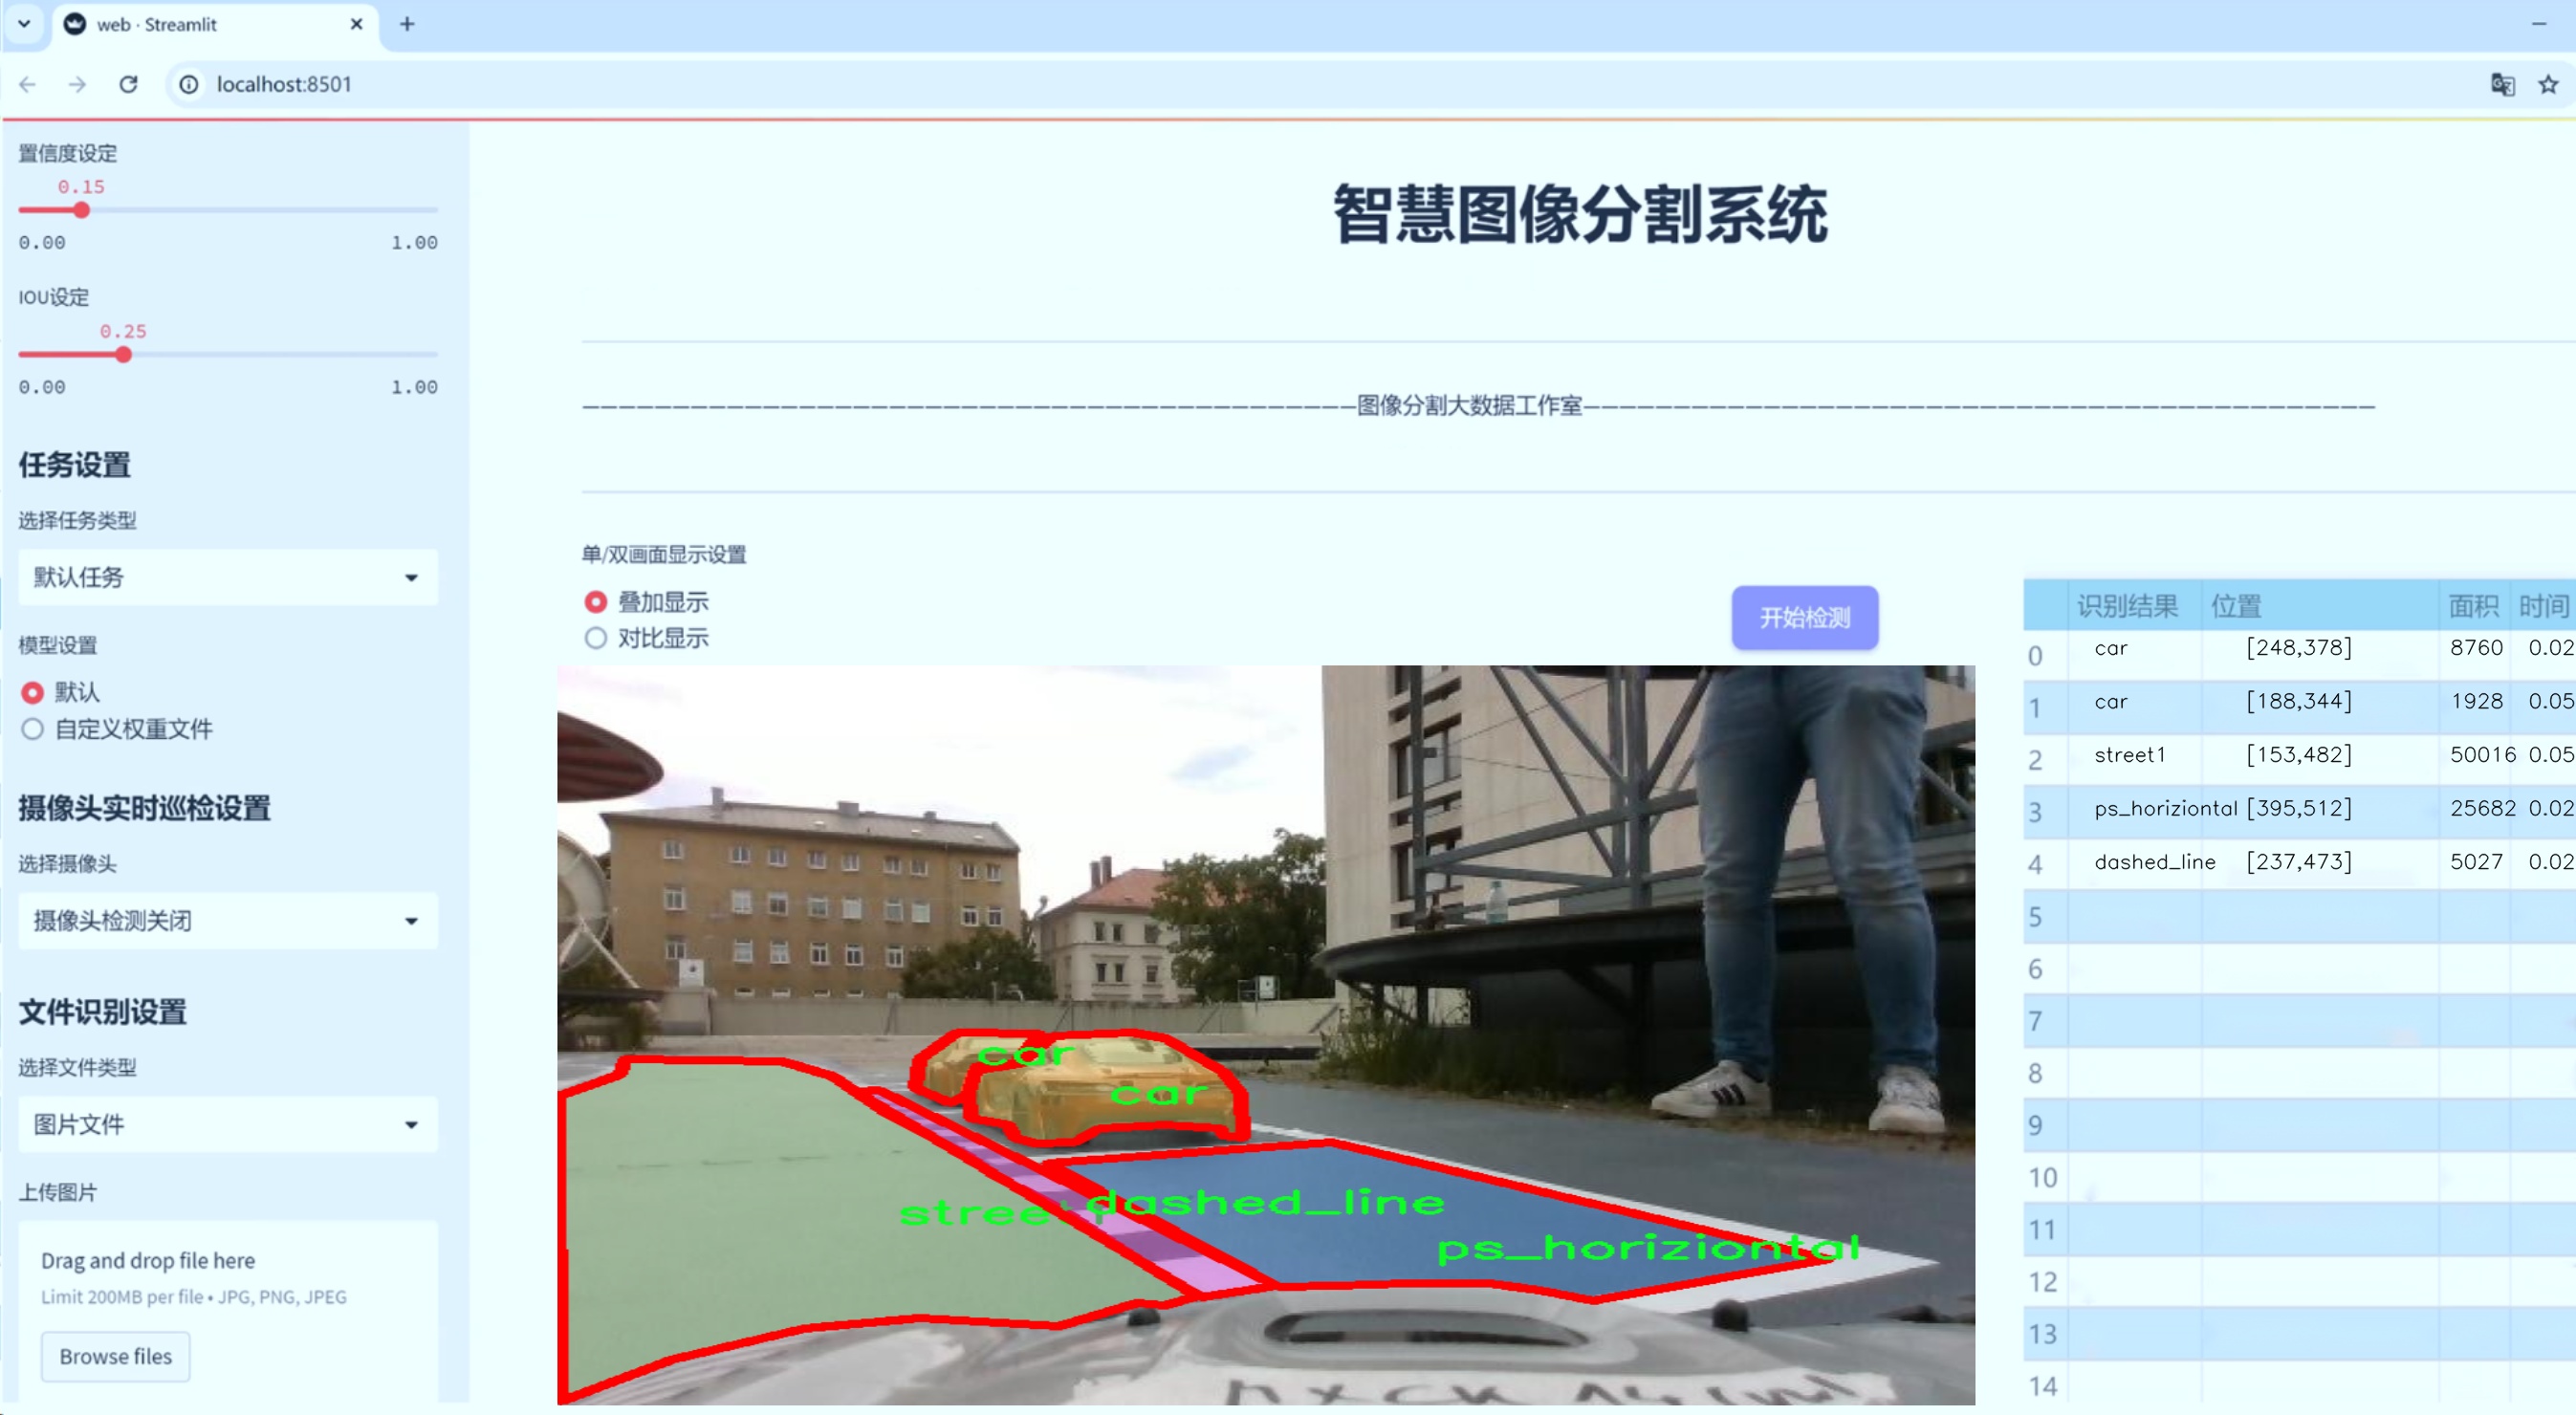 web · Streamlit
localhost:8501
置信度设定
0.15
0.00 1.00
IOU设定
0.25
0.00 1.00
任务设置
选择任务类型
默认任务
模型设置
默认
自定义权重文件
摄像头实时巡检设置
选择摄像头
摄像头检测关闭
文件识别设置
选择文件类型
图片文件
上传图片
Drag and drop file here
Limit 200MB per file • JPG, PNG, JPEG
Browse files
智慧图像分割系统
图像分割大数据工作室
单/双画面显示设置
叠加显示
对比显示
开始检测
car
car
dashed_line
ps_horiziontal
识别结果 位置 面积 时间
0 car [248,378] 8760 0.02
1 car [188,344] 1928 0.05
2 street1 [153,482] 50016 0.05
3 ps_horiziontal [395,512] 25682 0.02
4 dashed_line [237,473] 5027 0.02
5
6
7
8
9
10
11
12
13
14